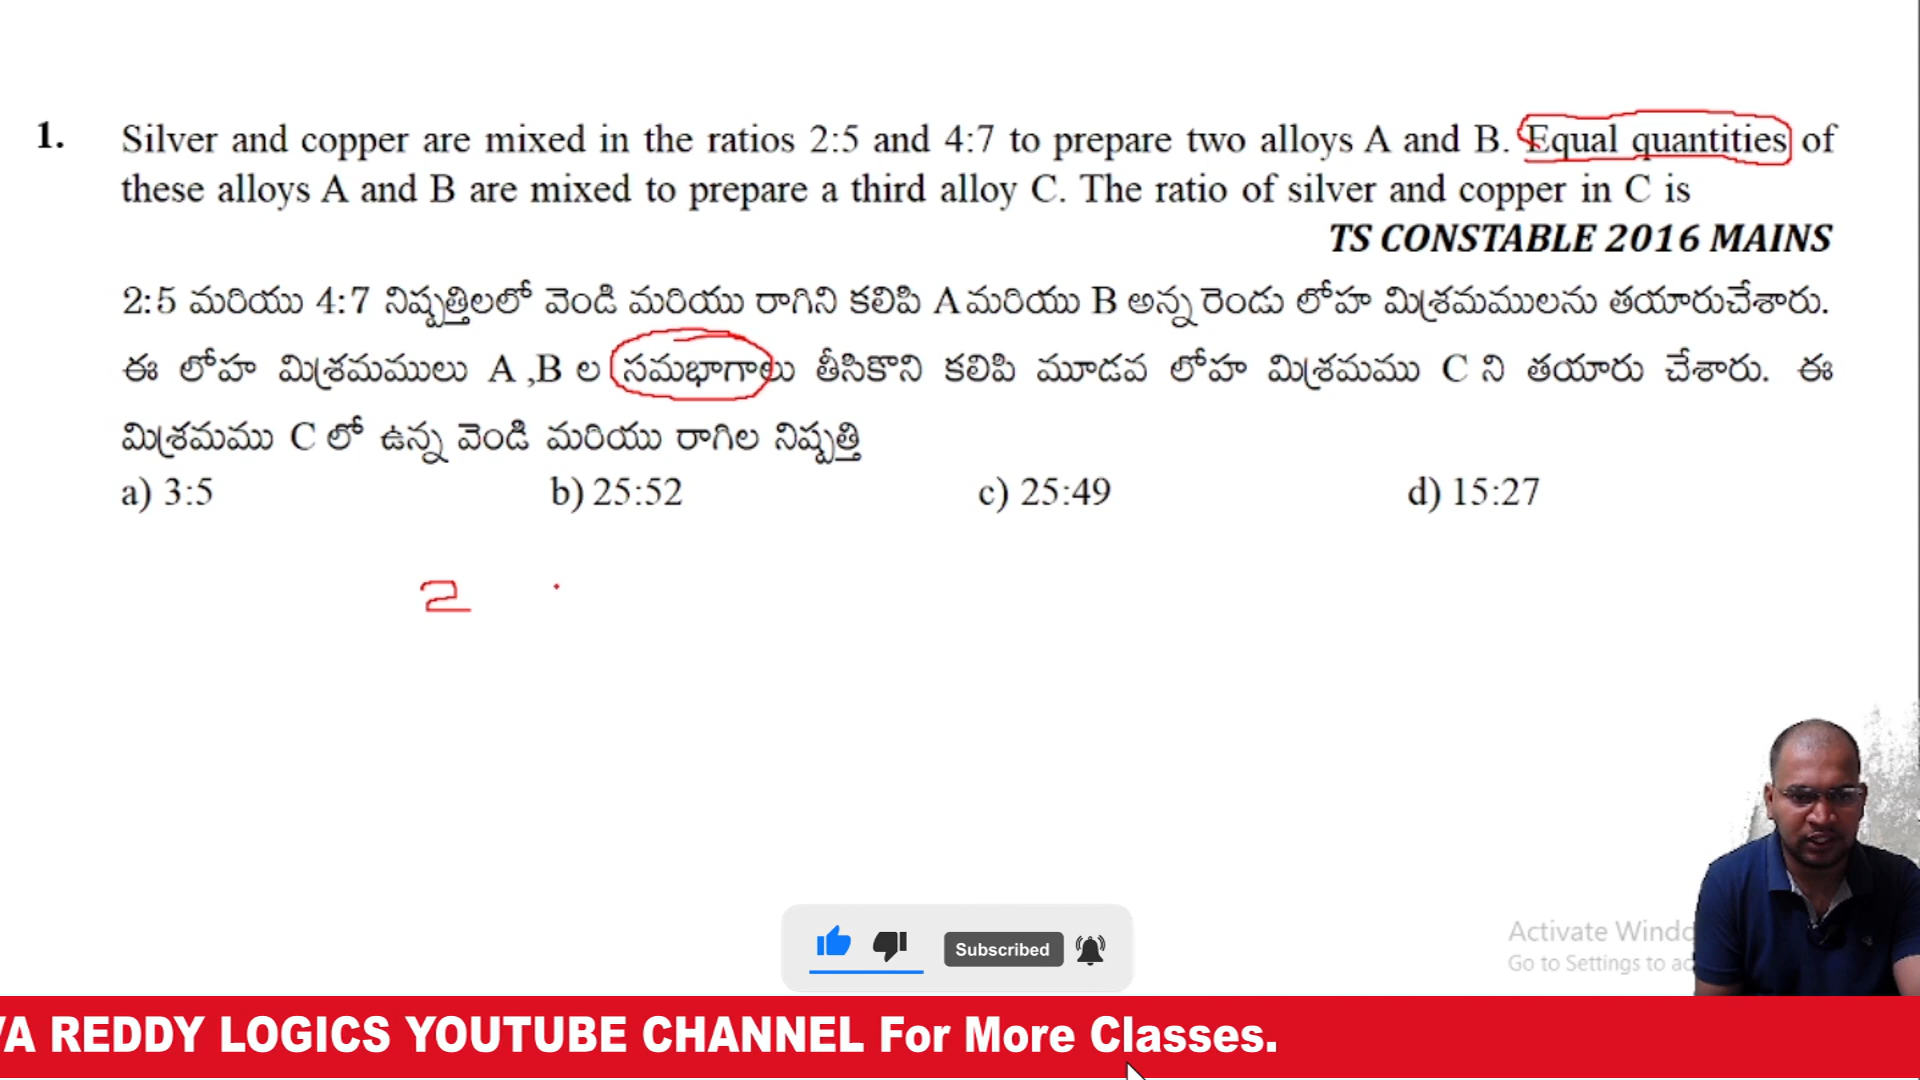 1. Silver and copper are mixed in the ratios 2:5 and 4:7 to prepare two alloys A and B. Equal quantities of
these alloys A and B are mixed to prepare a third alloy C. The ratio of silver and copper in C is
TS CONSTABLE 2016 MAINS
2:5 మరియు 4:7 నిష్పత్తిలలో వెండి మరియు రాగిని కలిపి A మరియు B అన్న రెండు లోహ మిశ్రమములను తయారుచేశారు.
ఈ లోహ మిశ్రమములు A ,B ల సమభాగాలు తీసికొని కలిపి మూడవ లోహ మిశ్రమము C ని తయారు చేశారు. ఈ
మిశ్రమము C లో ఉన్న వెండి మరియు రాగిల నిష్పత్తి
a) 3:5 b) 25:52 c) 25:49 d) 15:27
2
Subscribed
Activate
Go to Settings to
REDDY LOGICS YOUTUBE CHANNEL For More Classes.